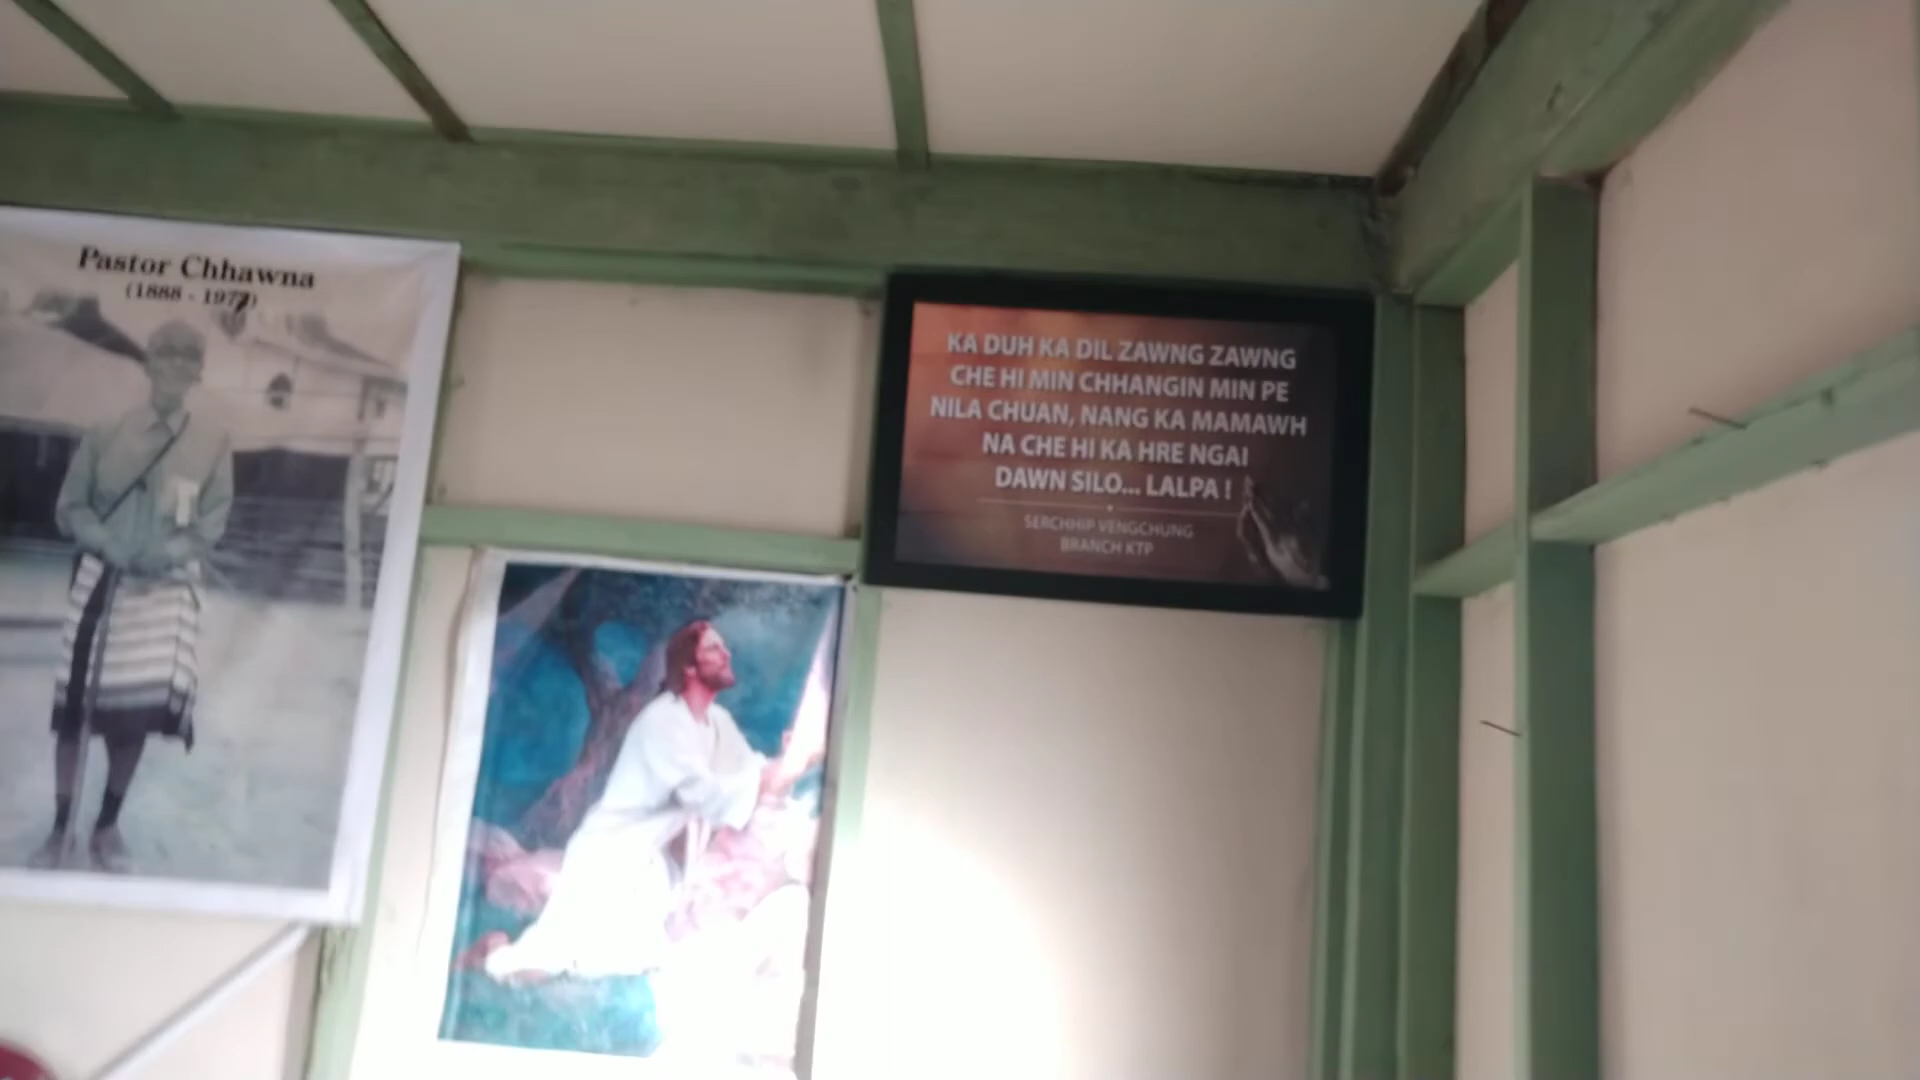 Pastor Chhawna
(1888 - 1977)
KA DUH KA DIL ZAWNG ZAWNG
CHE HI MIN CHHANGIN MIN PE
NILA CHUAN, NANG KA MAMAWH
NA CHE HI KA HRE NGAI
DAWN SILO... LALPA !
SERCHHIP VENGCHUNG
BRANCH KTP